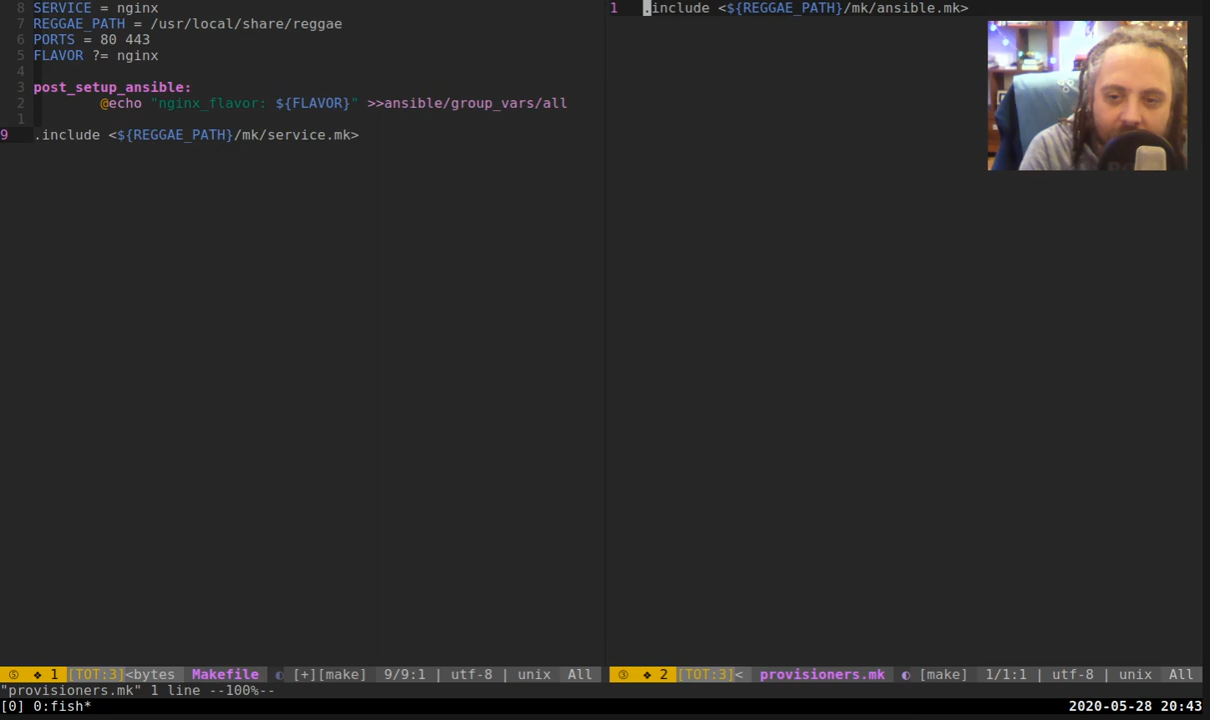 8 SERVICE = nginx
7 REGGAE_PATH = /usr/local/share/reggae
6 PORTS = 80 443
5 FLAVOR ?= nginx
4
3 post_setup_ansible:
2 @echo "nginx_flavor: ${FLAVOR}" >>ansible/group_vars/all
1
9 .include <${REGGAE_PATH}/mk/service.mk>
1 .include <${REGGAE_PATH}/mk/ansible.mk>
⑤ ❖ 1 [TOT:3]<bytes Makefile ◐ [+][make] 9/9:1 | utf-8 | unix All
③ ❖ 2 [TOT:3]< provisioners.mk ◐ [make] 1/1:1 | utf-8 | unix All
"provisioners.mk" 1 line --100%--
[0] 0:fish* 2020-05-28 20:43